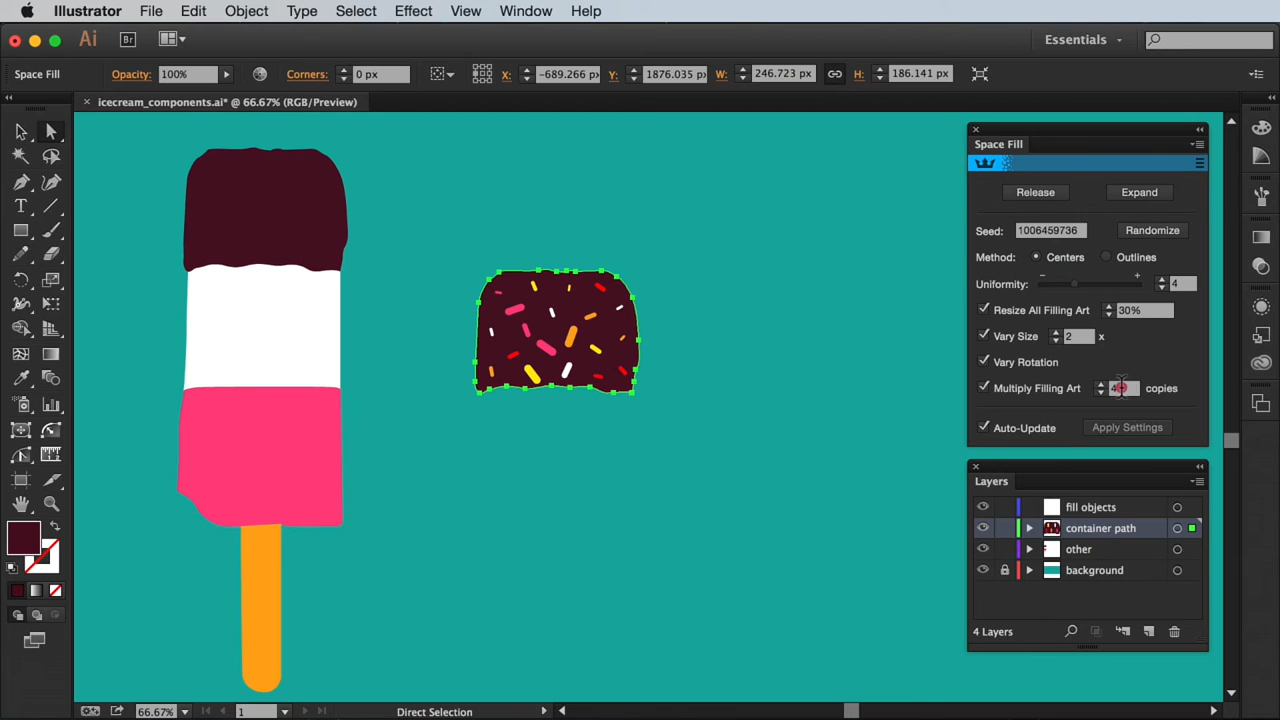 Illustrator File Edit Object Type Select Effect View Window Help
Ai Br Essentials
Space Fill Opacity: 100% Corners: 0 px X: -689.266 px Y: 1876.035 px W: 246.723 px H: 186.141 px
× icecream_components.ai* @ 66.67% (RGB/Preview)
Space Fill
Release Expand
Seed: 1006459736 Randomize
Method: Centers Outlines
Uniformity: − + 4
Resize All Filling Art 30%
Vary Size 2 x
Vary Rotation
Multiply Filling Art 4 copies
Auto-Update Apply Settings
Layers
fill objects
container path
other
background
4 Layers
66.67% 1 Direct Selection